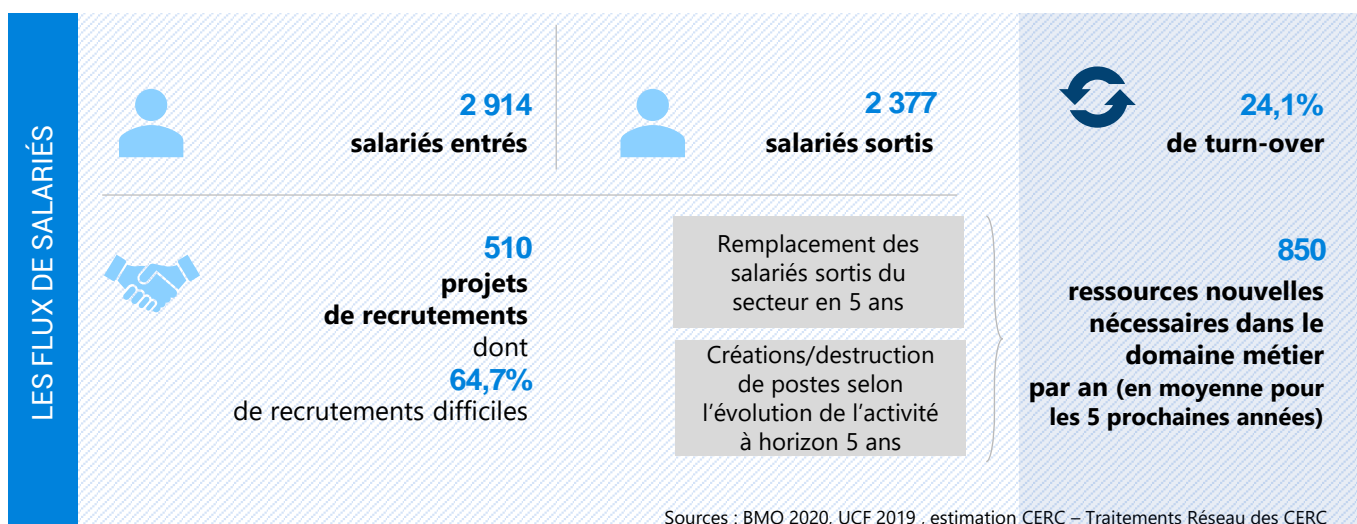 LES FLUX DE SALARIÉS
2 914
salariés entrés
2 377
salariés sortis
24,1%
de turn-over
510
projets
de recrutements
dont
64,7%
de recrutements difficiles
Remplacement des
salariés sortis du
secteur en 5 ans
Créations/destruction
de postes selon
l’évolution de l’activité
à horizon 5 ans
850
ressources nouvelles
nécessaires dans le
domaine métier
par an (en moyenne pour
les 5 prochaines années)
Sources : BMO 2020, UCF 2019 , estimation CERC – Traitements Réseau des CERC